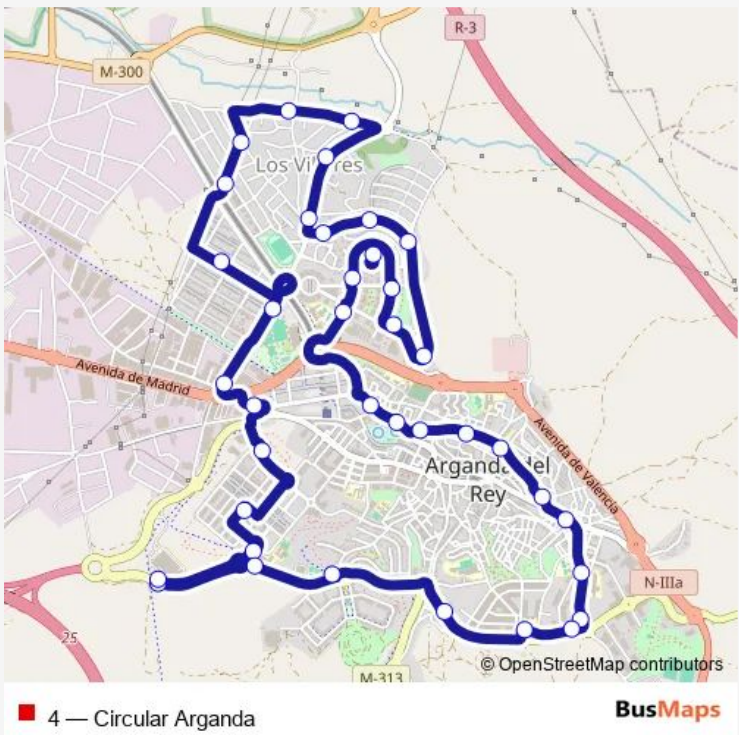 R-3
M-300
Los Villares
Avenida de Madrid
Avenida de Valencia
Arganda del
Rey
N-IIIa
25
M-313
© OpenStreetMap contributors
4 — Circular Arganda
BusMaps